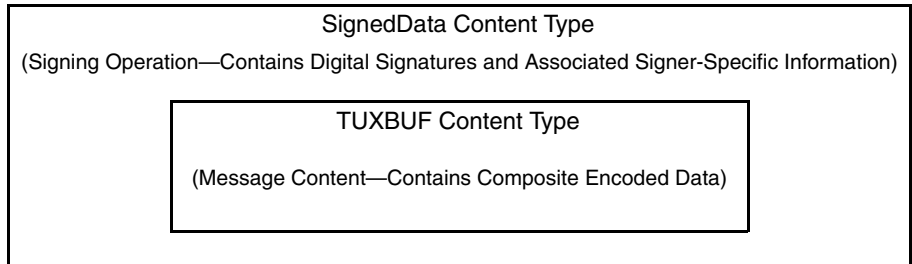 SignedData Content Type
(Signing Operation—Contains Digital Signatures and Associated Signer-Specific Information)
TUXBUF Content Type
(Message Content—Contains Composite Encoded Data)